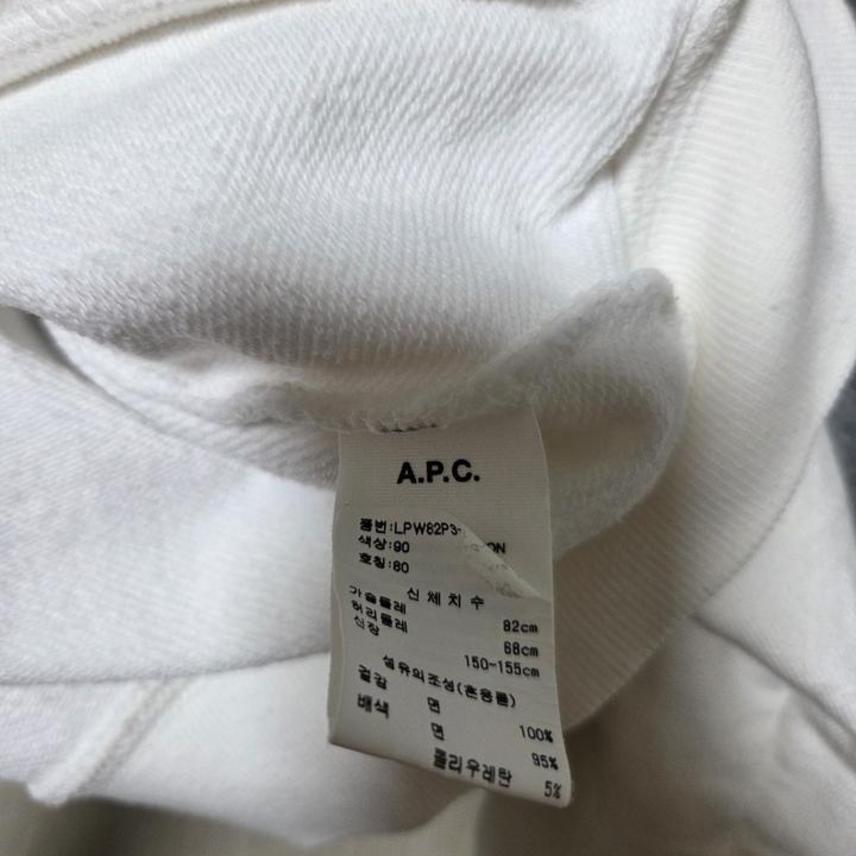 A.P.C.
품번:LPW82P3-
색상:90
호칭:80
신체치수
가슴둘레 82cm
허리둘레 68cm
신장 150-155cm
섬유의조성(혼용률)
겉감 면 100%
배색 면 95%
폴리우레탄 5%